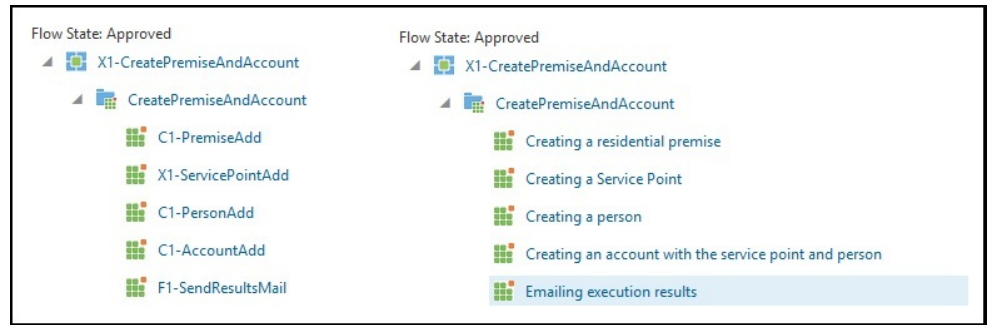 Flow State: Approved
X1-CreatePremiseAndAccount
CreatePremiseAndAccount
C1-PremiseAdd
X1-ServicePointAdd
C1-PersonAdd
C1-AccountAdd
F1-SendResultsMail
Flow State: Approved
X1-CreatePremiseAndAccount
CreatePremiseAndAccount
Creating a residential premise
Creating a Service Point
Creating a person
Creating an account with the service point and person
Emailing execution results